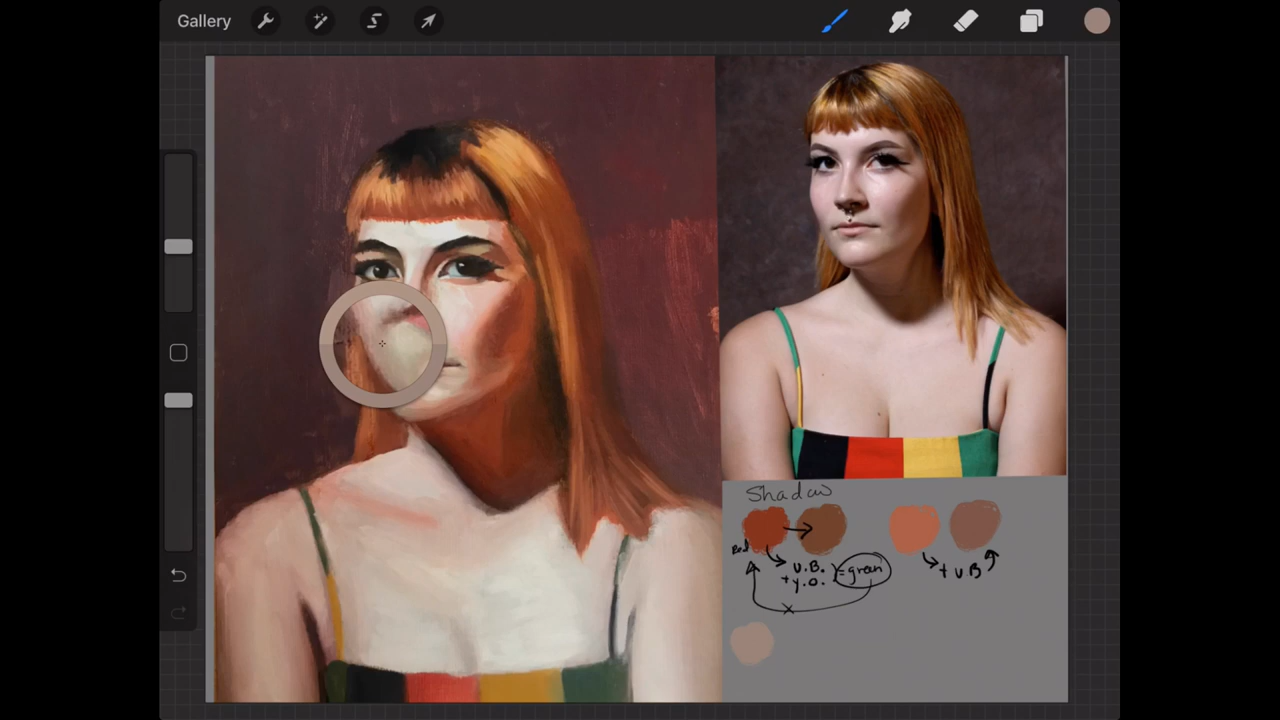 Gallery
Shadow
Red
U.B.
+ y.o. ) = green
+ U.B